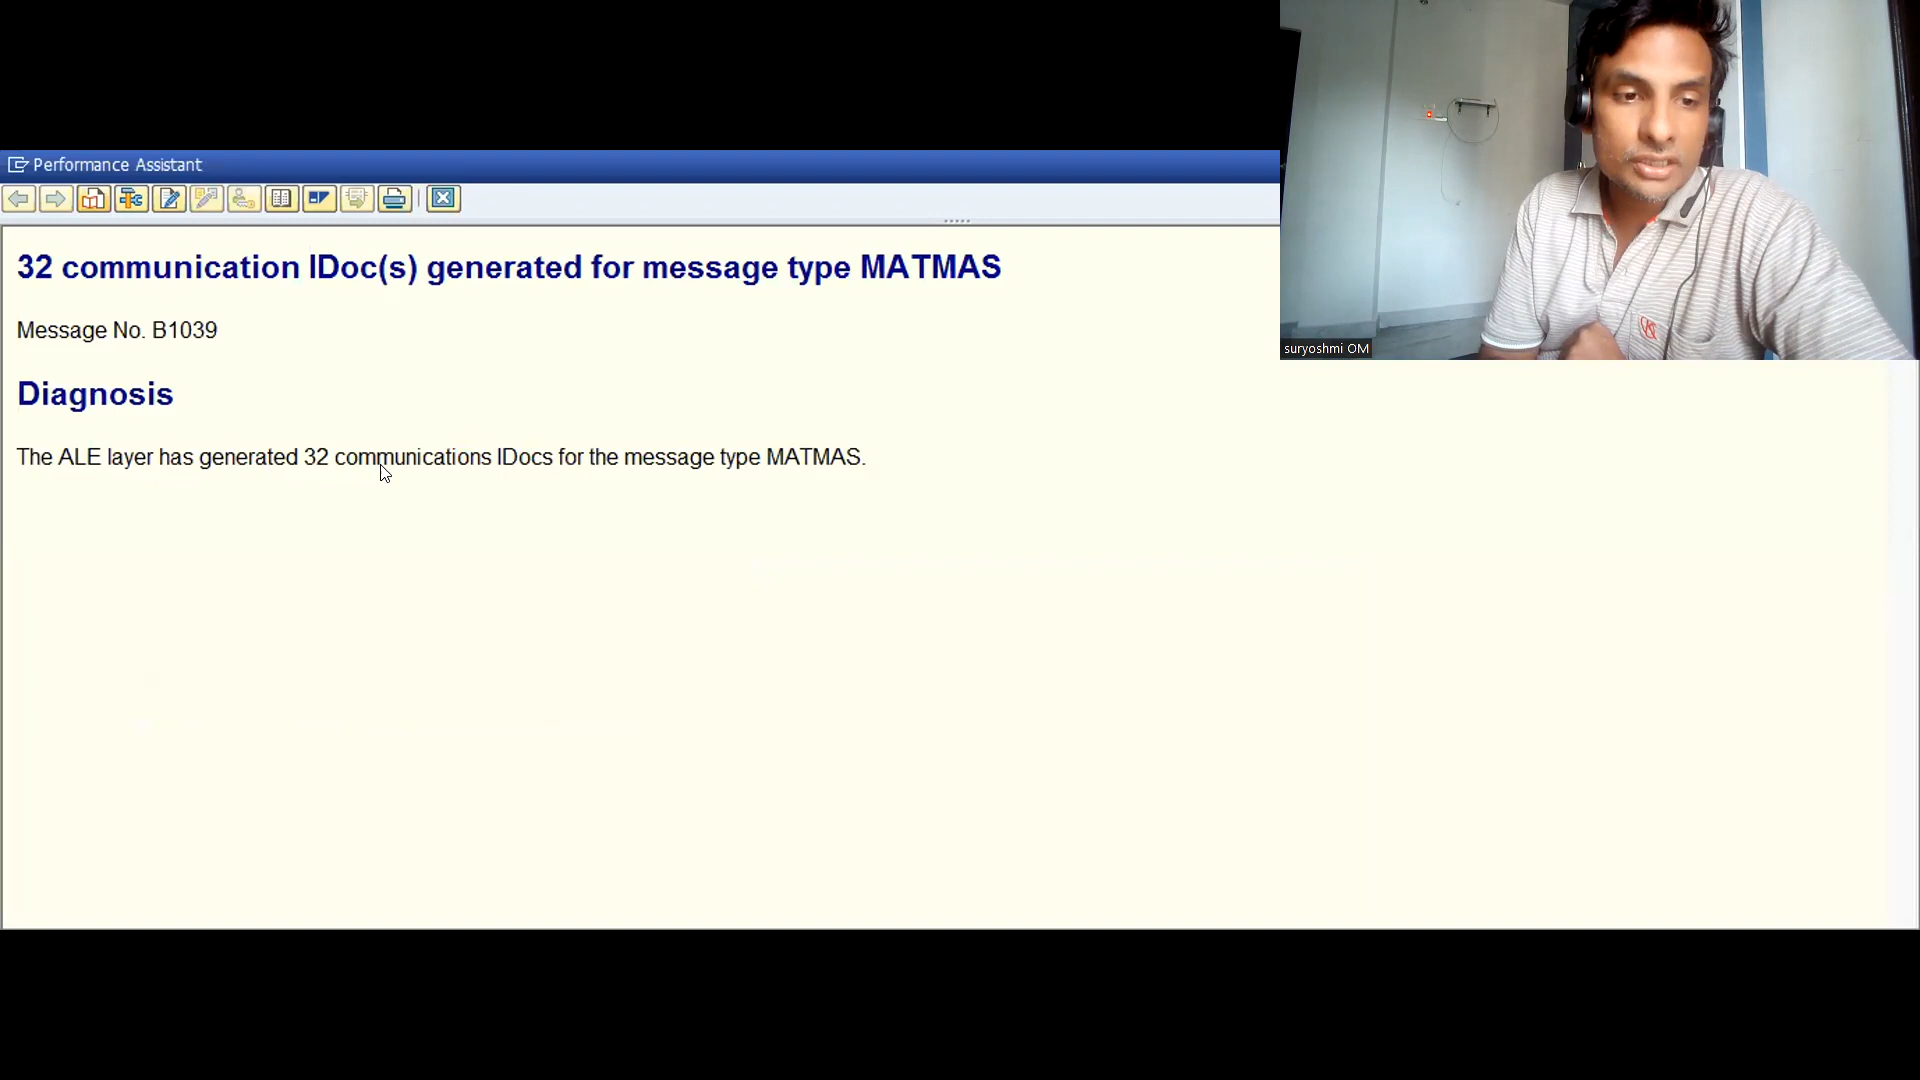 Performance Assistant
32 communication IDoc(s) generated for message type MATMAS
Message No. B1039
Diagnosis
The ALE layer has generated 32 communications IDocs for the message type MATMAS.
suryoshmi OM